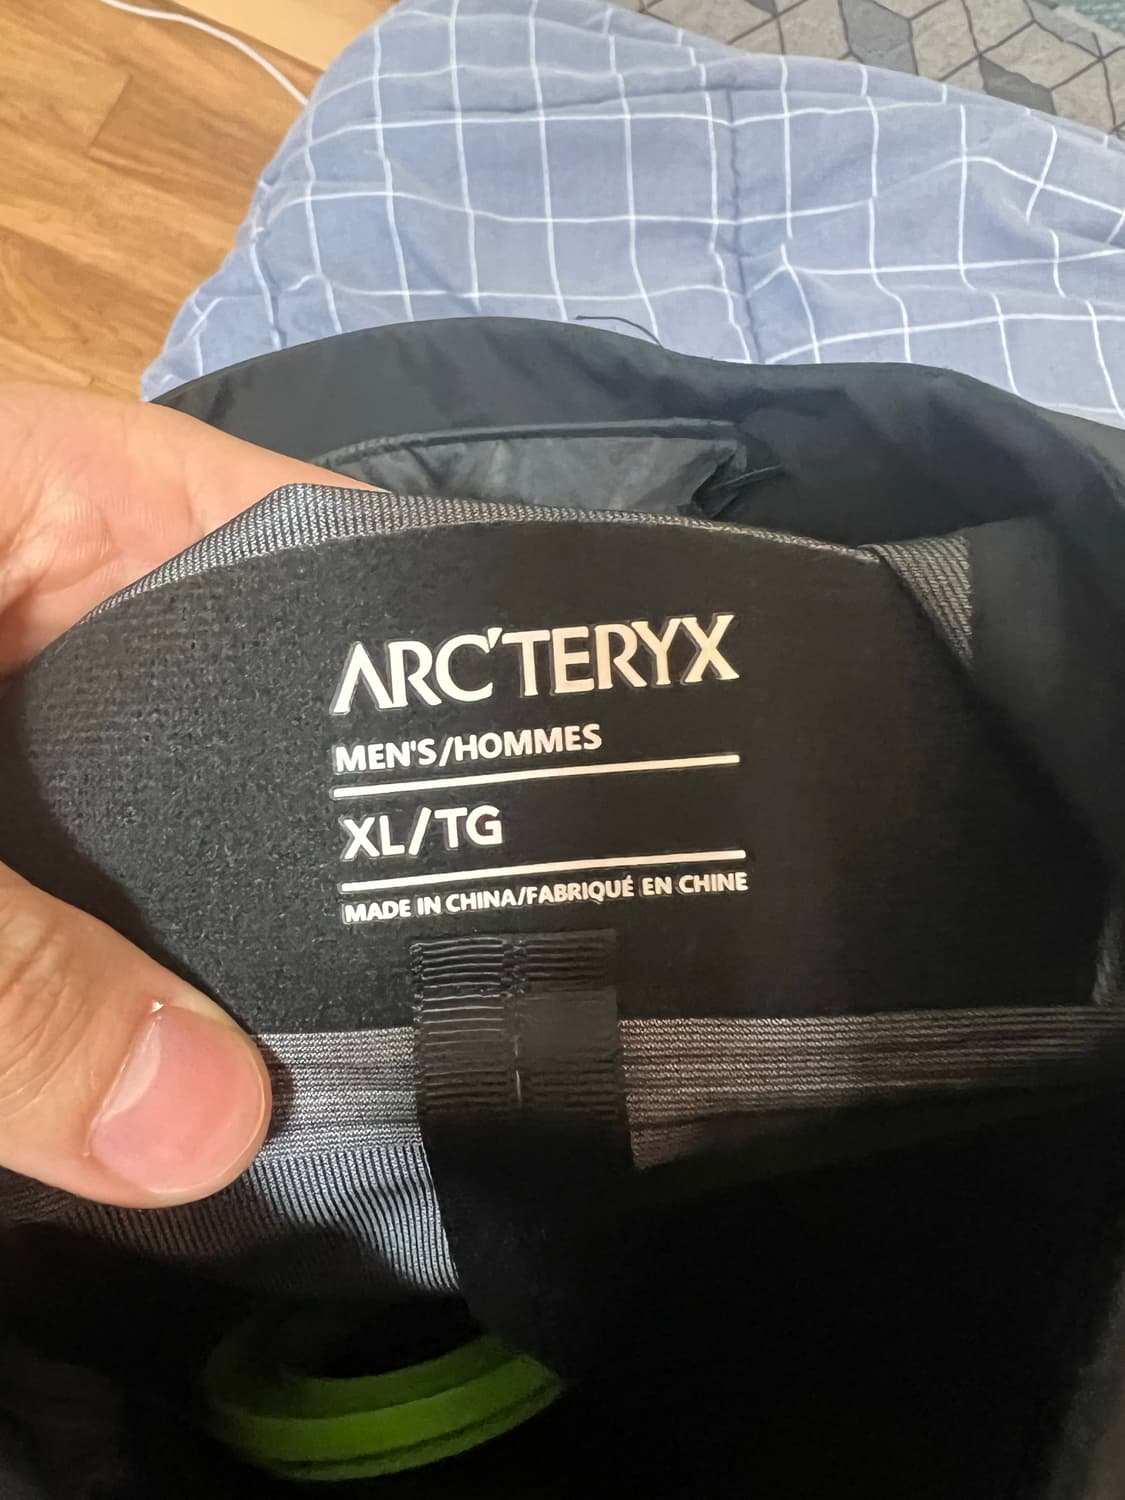 ARC'TERYX
MEN'S/HOMMES
XL/TG
MADE IN CHINA/FABRIQUÉ EN CHINE